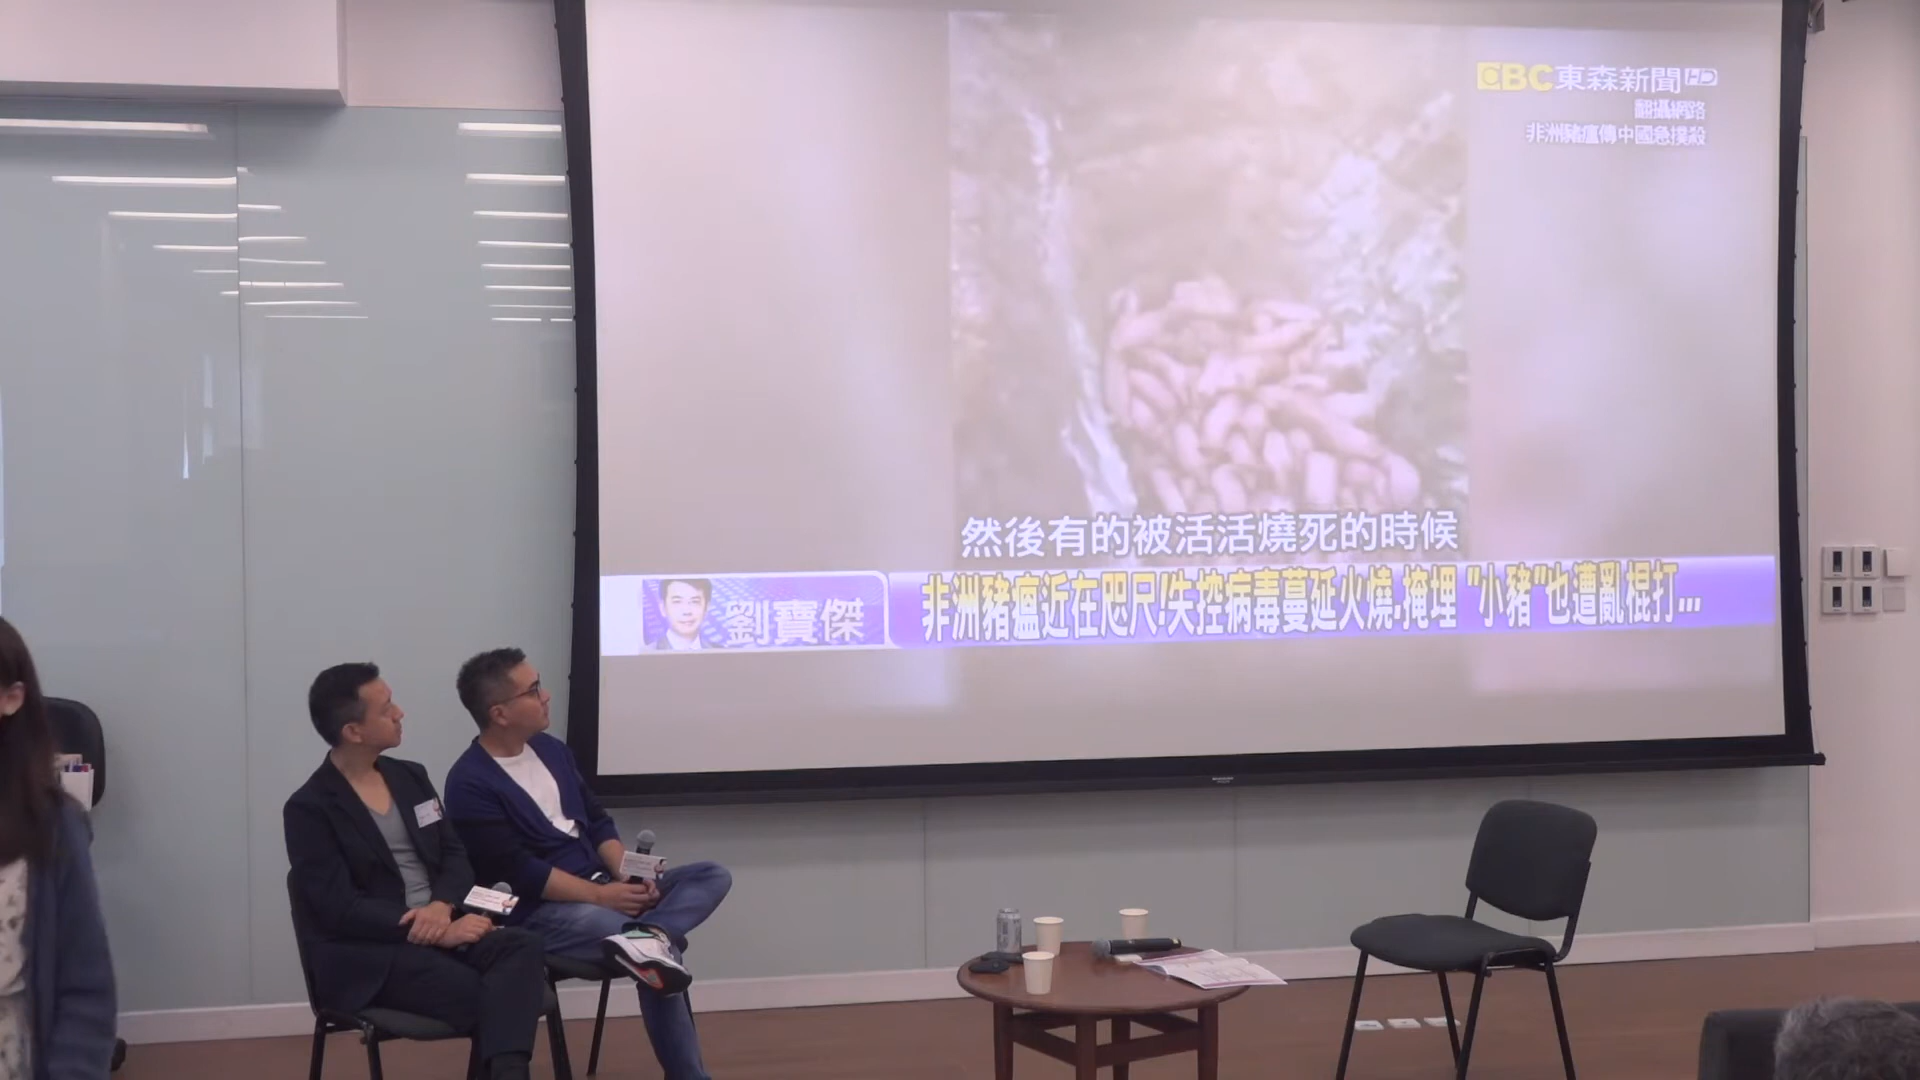 EBC東森新聞HD
翻攝網路
非洲豬瘟傳中國急撲殺
然後有的被活活燒死的時候
劉寶傑
非洲豬瘟近在咫尺!失控病毒蔓延火燒.掩埋 "小豬"也遭亂棍打...